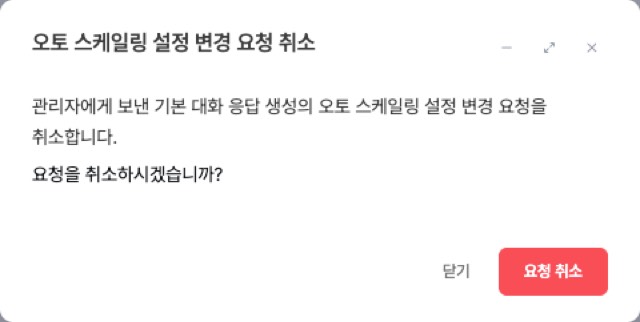 오토 스케일링 설정 변경 요청 취소
관리자에게 보낸 기본 대화 응답 생성의 오토 스케일링 설정 변경 요청을
취소합니다.
요청을 취소하시겠습니까?
닫기
요청 취소